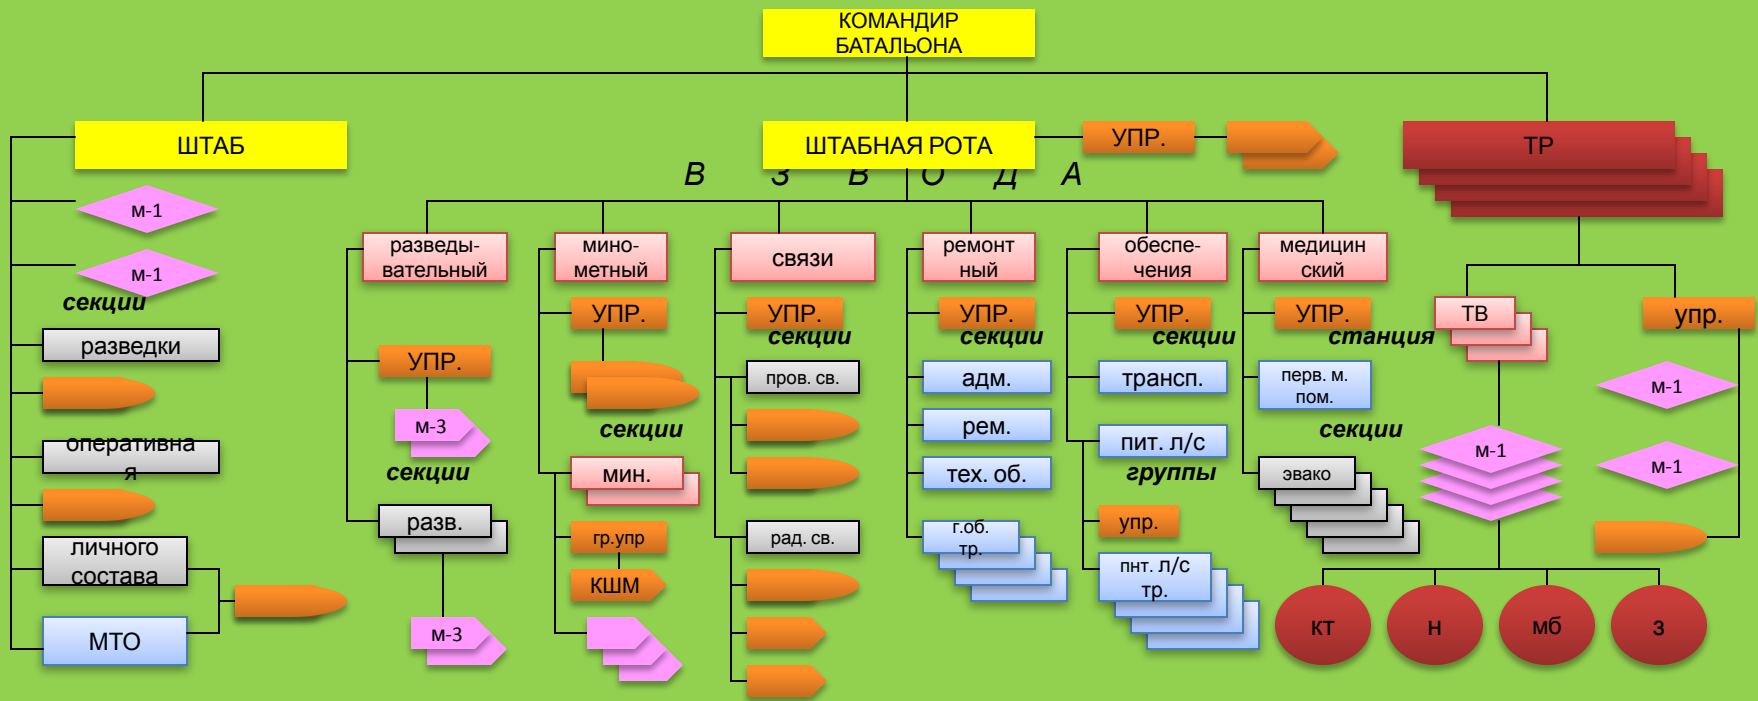 КОМАНДИР
БАТАЛЬОНА
ШТАБ
ШТАБНАЯ РОТА
УПР.
ТР
В З В О Д А
м-1
м-1
секции
разведки
оперативна
я
личного
состава
МТО
разведы-
вательный
УПР.
м-3
секции
разв.
м-3
мино-
метный
УПР.
секции
мин.
гр.упр
КШМ
связи
УПР.
секции
пров. св.
рад. св.
ремонт
ный
УПР.
секции
адм.
рем.
тех. об.
г.об.
тр.
обеспе-
чения
УПР.
секции
трансп.
пит. л/с
группы
упр.
пнт. л/с
тр.
медицин
ский
УПР.
станция
перв. м.
пом.
секции
эвако
ТВ
м-1
упр.
м-1
м-1
кт
н
мб
з